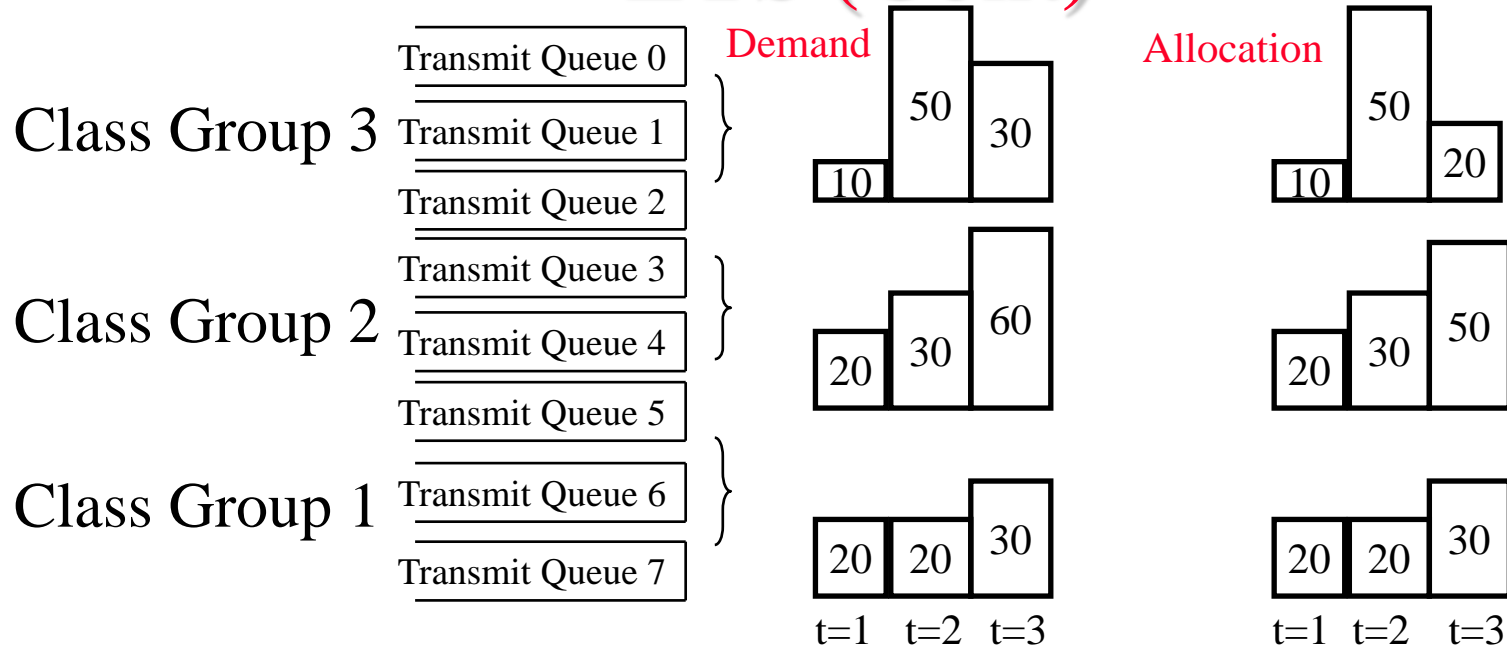 Transmit Queue 0
Demand
Allocation
Class Group 3
Transmit Queue 1
Transmit Queue 2
10
50
30
10
50
20
Transmit Queue 3
Class Group 2
Transmit Queue 4
Transmit Queue 5
20
30
60
20
30
50
Class Group 1
Transmit Queue 6
Transmit Queue 7
20
20
30
20
20
30
t=1 t=2 t=3
t=1 t=2 t=3